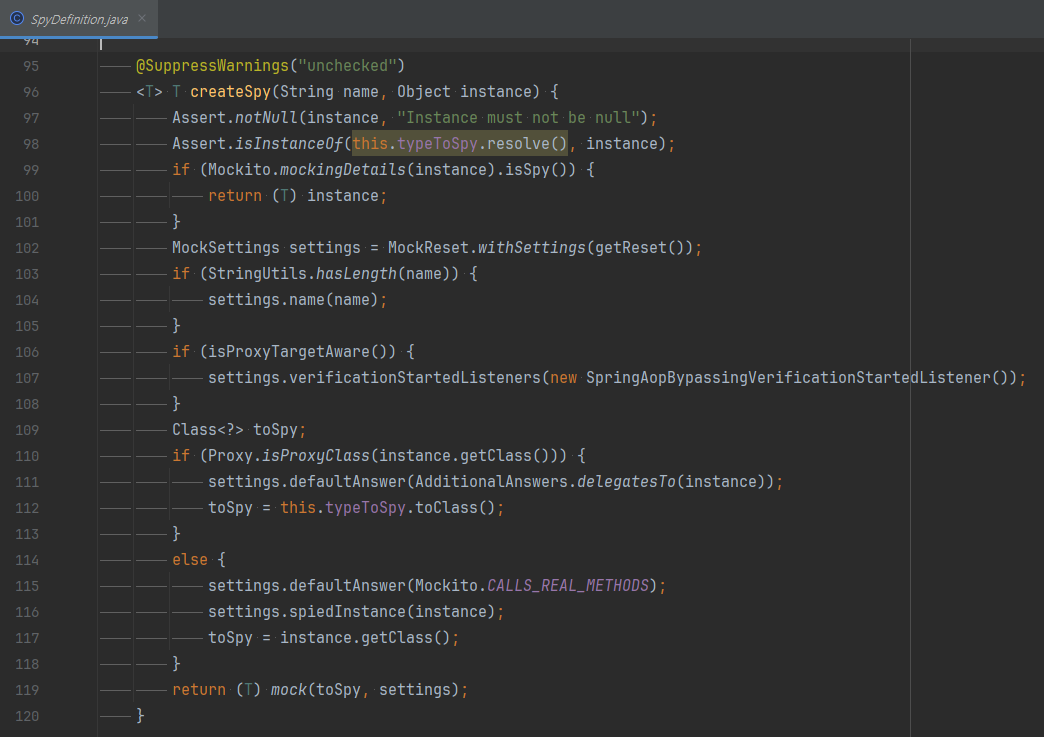 SpyDefinition.java
94
95 @SuppressWarnings("unchecked")
96 <T> T createSpy(String name, Object instance) {
97 Assert.notNull(instance, "Instance must not be null");
98 Assert.isInstanceOf(this.typeToSpy.resolve(), instance);
99 if (Mockito.mockingDetails(instance).isSpy()) {
100 return (T) instance;
101 }
102 MockSettings settings = MockReset.withSettings(getReset());
103 if (StringUtils.hasLength(name)) {
104 settings.name(name);
105 }
106 if (isProxyTargetAware()) {
107 settings.verificationStartedListeners(new SpringAopBypassingVerificationStartedListener());
108 }
109 Class<?> toSpy;
110 if (Proxy.isProxyClass(instance.getClass())) {
111 settings.defaultAnswer(AdditionalAnswers.delegatesTo(instance));
112 toSpy = this.typeToSpy.toClass();
113 }
114 else {
115 settings.defaultAnswer(Mockito.CALLS_REAL_METHODS);
116 settings.spiedInstance(instance);
117 toSpy = instance.getClass();
118 }
119 return (T) mock(toSpy, settings);
120 }